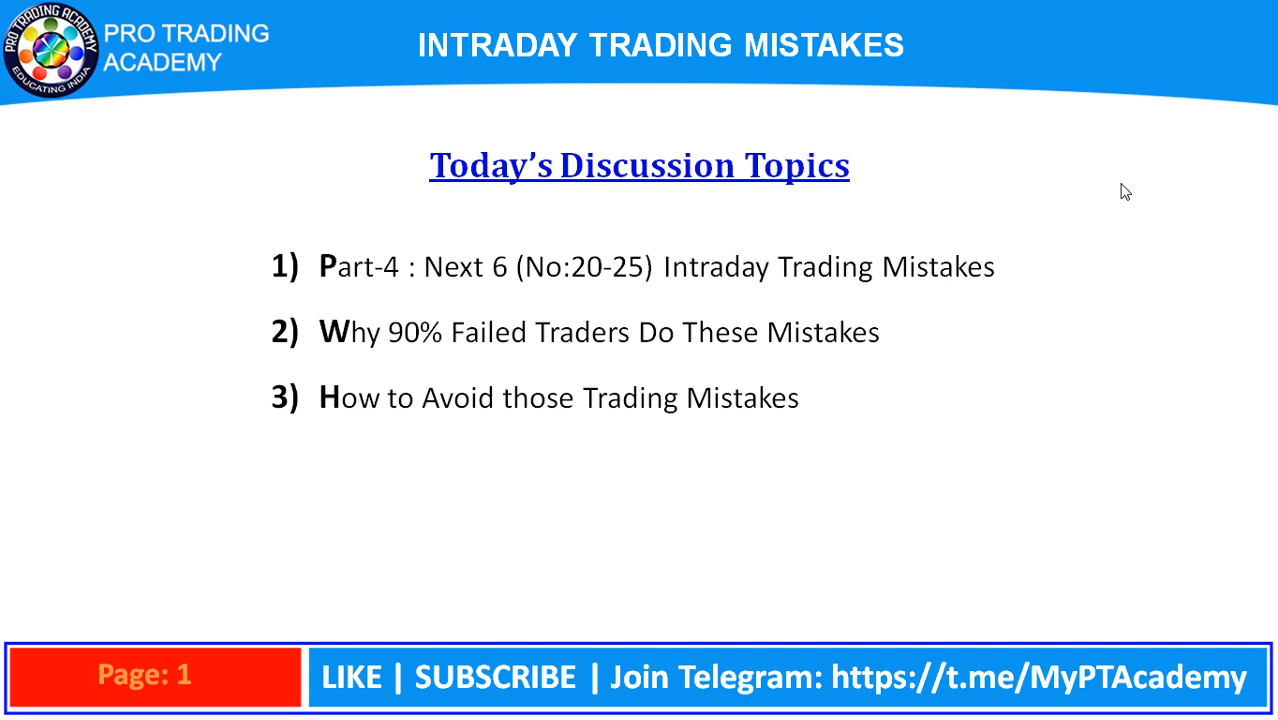 PRO TRADING ACADEMY
EDUCATING INDIA
PRO TRADING
ACADEMY
INTRADAY TRADING MISTAKES
Today’s Discussion Topics
1) Part-4 : Next 6 (No:20-25) Intraday Trading Mistakes
2) Why 90% Failed Traders Do These Mistakes
3) How to Avoid those Trading Mistakes
Page: 1
LIKE | SUBSCRIBE | Join Telegram: https://t.me/MyPTAcademy